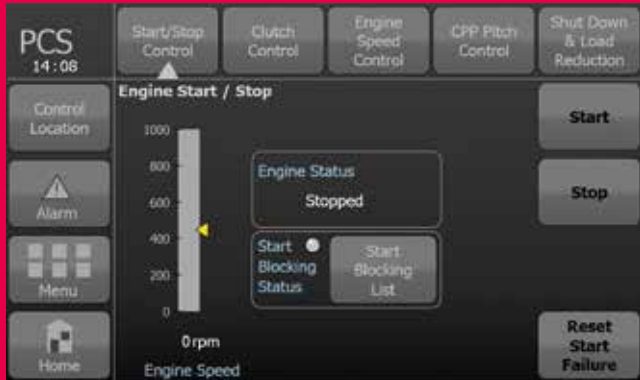 PCS
14:08
Start/Stop
Control
Clutch
Control
Engine
Speed
Control
CPP Pitch
Control
Shut Down
& Load
Reduction
Control
Location
Alarm
Menu
Home
Engine Start / Stop
1000
800
600
400
200
0
0 rpm
Engine Speed
Engine Status
Stopped
Start
Blocking
Status
Start
Blocking
List
Start
Stop
Reset
Start
Failure